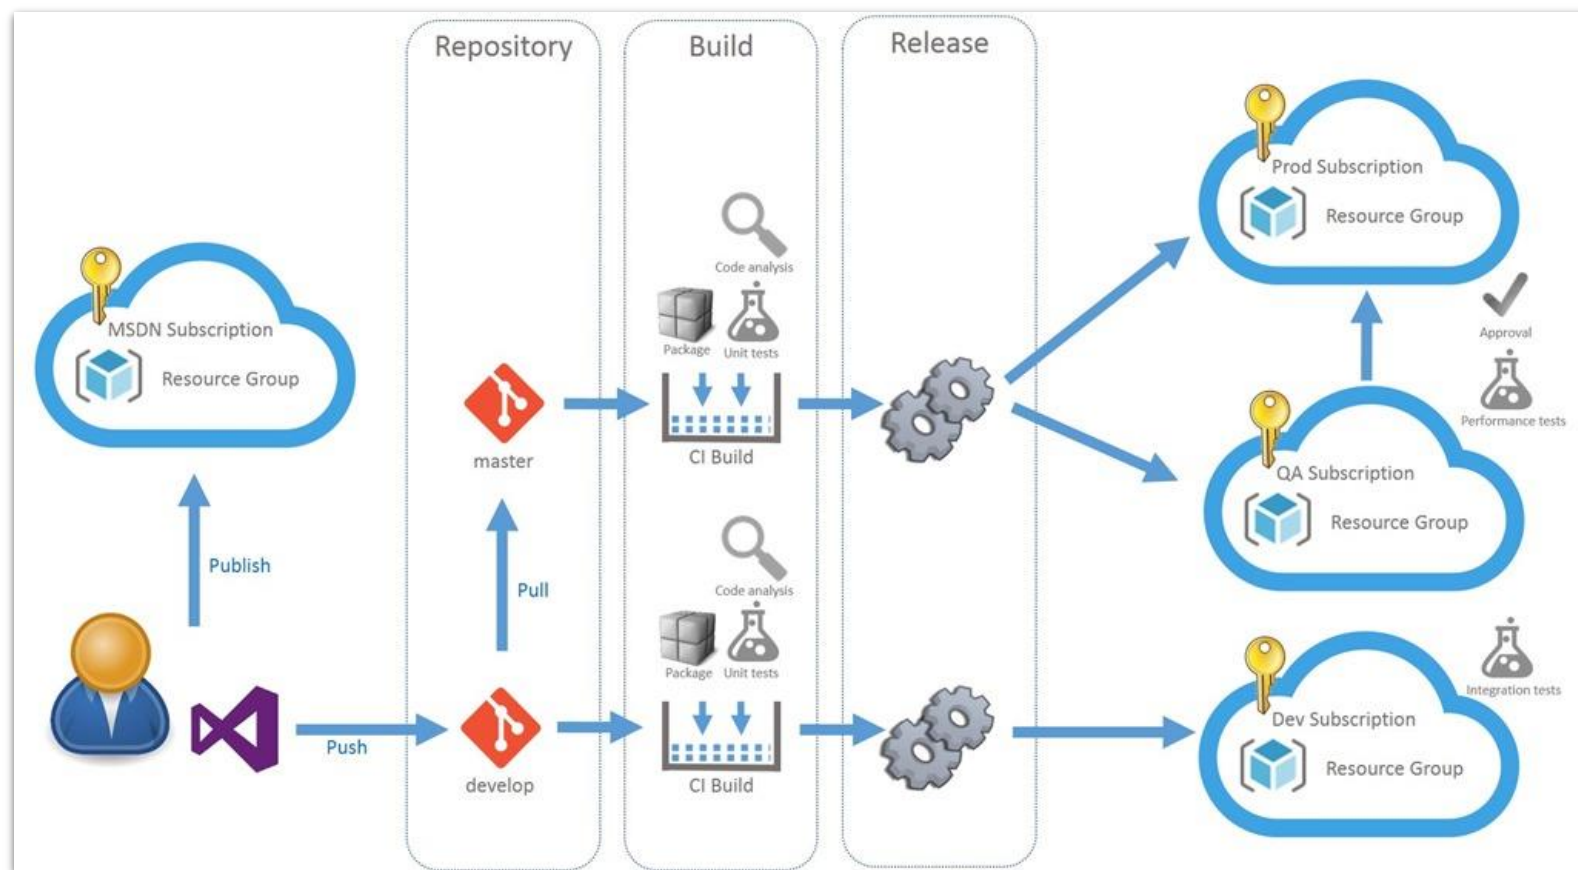 Repository
Build
Release
Prod Subscription
Resource Group
Code analysis
MSDN Subscription
Resource Group
Package
Unit tests
Approval
Performance tests
master
CI Build
QA Subscription
Resource Group
Publish
Pull
Code analysis
Package
Unit tests
Integration tests
Push
develop
CI Build
Dev Subscription
Resource Group